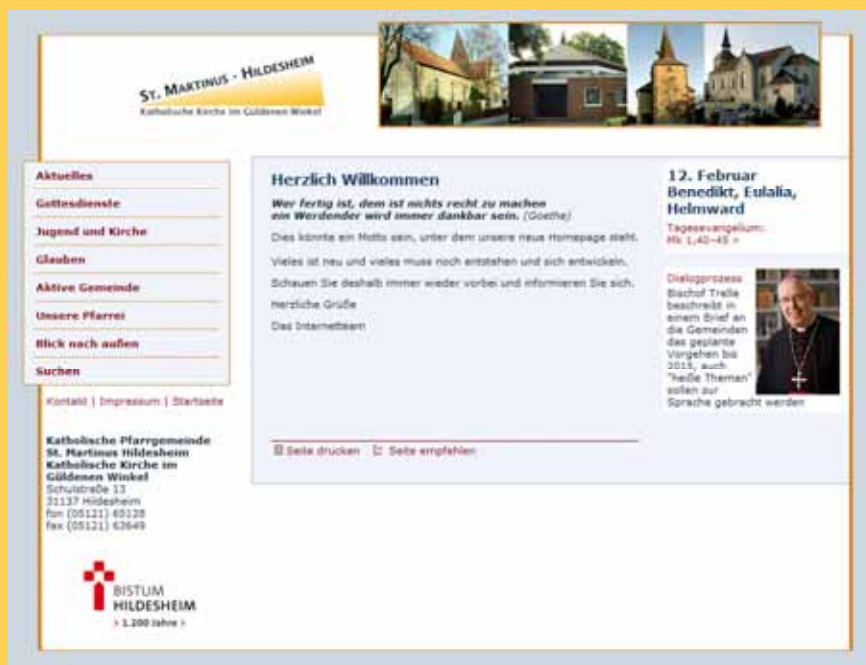 ST. MARTINUS · HILDESHEIM
Katholische Kirche im Güldenen Winkel
Aktuelles
Gottesdienste
Jugend und Kirche
Glauben
Aktive Gemeinde
Unsere Pfarrei
Blick nach außen
Suchen
Kontakt | Impressum | Startseite
Katholische Pfarrgemeinde
St. Martinus Hildesheim
Katholische Kirche im
Güldenen Winkel
Schulstraße 13
31137 Hildesheim
fon (05121) 65128
fax (05121) 63649
BISTUM
HILDESHEIM
> 1.200 Jahre >
Herzlich Willkommen
Wer fertig ist, dem ist nichts recht zu machen
ein Werdender wird immer dankbar sein. (Goethe)
Dies könnte ein Motto sein, unter dem unsere neue Homepage steht.
Vieles ist neu und vieles muss noch entstehen und sich entwickeln.
Schauen Sie deshalb immer wieder vorbei und informieren Sie sich.
Herzliche Grüße
Das Internetteam
Seite drucken Seite empfehlen
12. Februar
Benedikt, Eulalia,
Helmward
Tagesevangelium:
Mk 1,40-45 »
Dialogprozess
Bischof Trelle
beschreibt in
einem Brief an
die Gemeinden
das geplante
Vorgehen bis
2015, auch
"heiße Themen"
sollen zur
Sprache gebracht werden